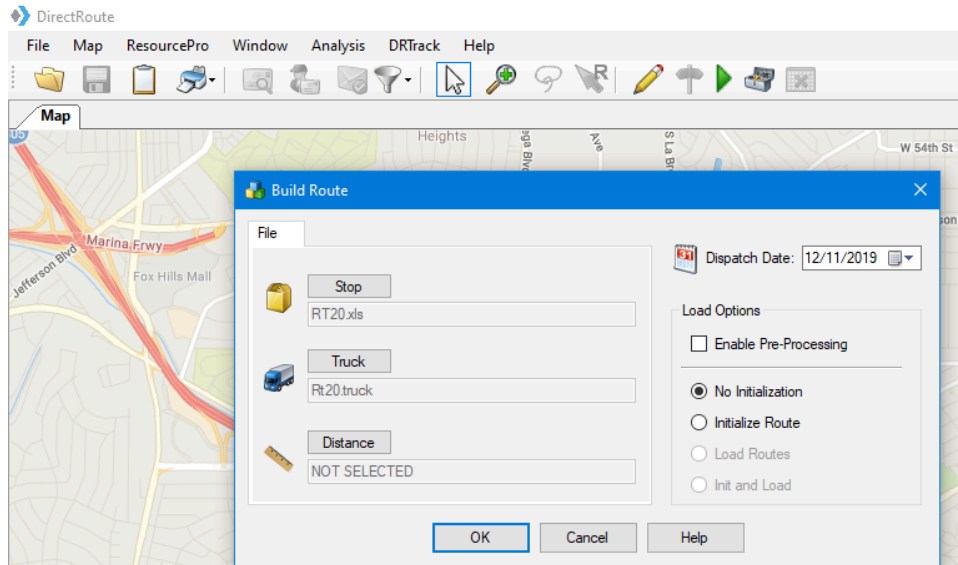 DirectRoute
File Map ResourcePro Window Analysis DRTrack Help
R
Map
Heights
Ave
W 54th St
Build Route
Marina Frwy
Jefferson Blvd
Fox Hills Mall
File
31
Dispatch Date: 12/11/2019
Stop
RT20.xls
Load Options
Enable Pre-Processing
Truck
Rt20.truck
No Initialization
Initialize Route
Distance
NOT SELECTED
Load Routes
Init and Load
OK Cancel Help